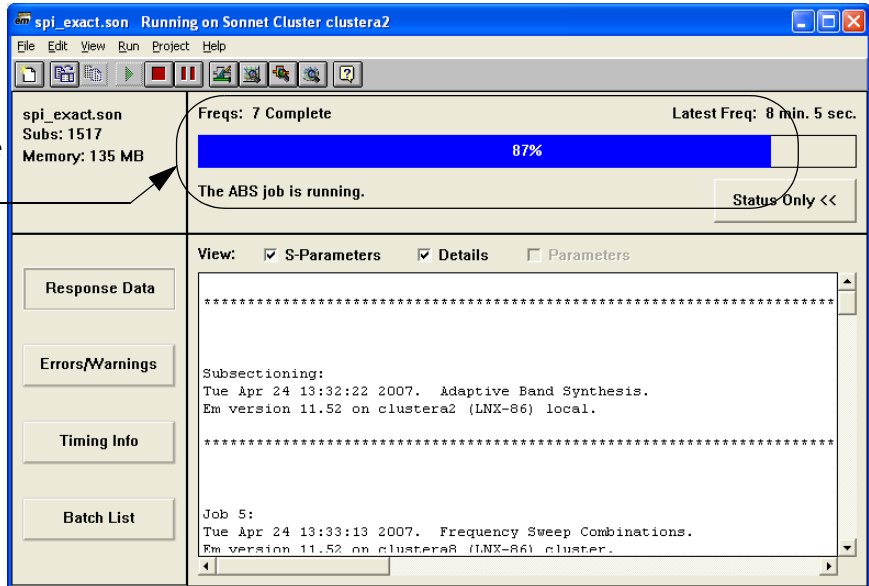 em spi_exact.son Running on Sonnet Cluster clustera2
File Edit View Run Project Help
spi_exact.son
Subs: 1517
Memory: 135 MB
Freqs: 7 Complete
Latest Freq: 8 min. 5 sec.
87%
The ABS job is running.
Status Only <<
View: S-Parameters Details Parameters
Response Data
Errors/Warnings
Timing Info
Batch List
************************************************************************
Subsectioning:
Tue Apr 24 13:32:22 2007. Adaptive Band Synthesis.
Em version 11.52 on clustera2 (LNX-86) local.
************************************************************************
Job 5:
Tue Apr 24 13:33:13 2007. Frequency Sweep Combinations.
Em version 11.52 on clustera8 (LNX-86) cluster.